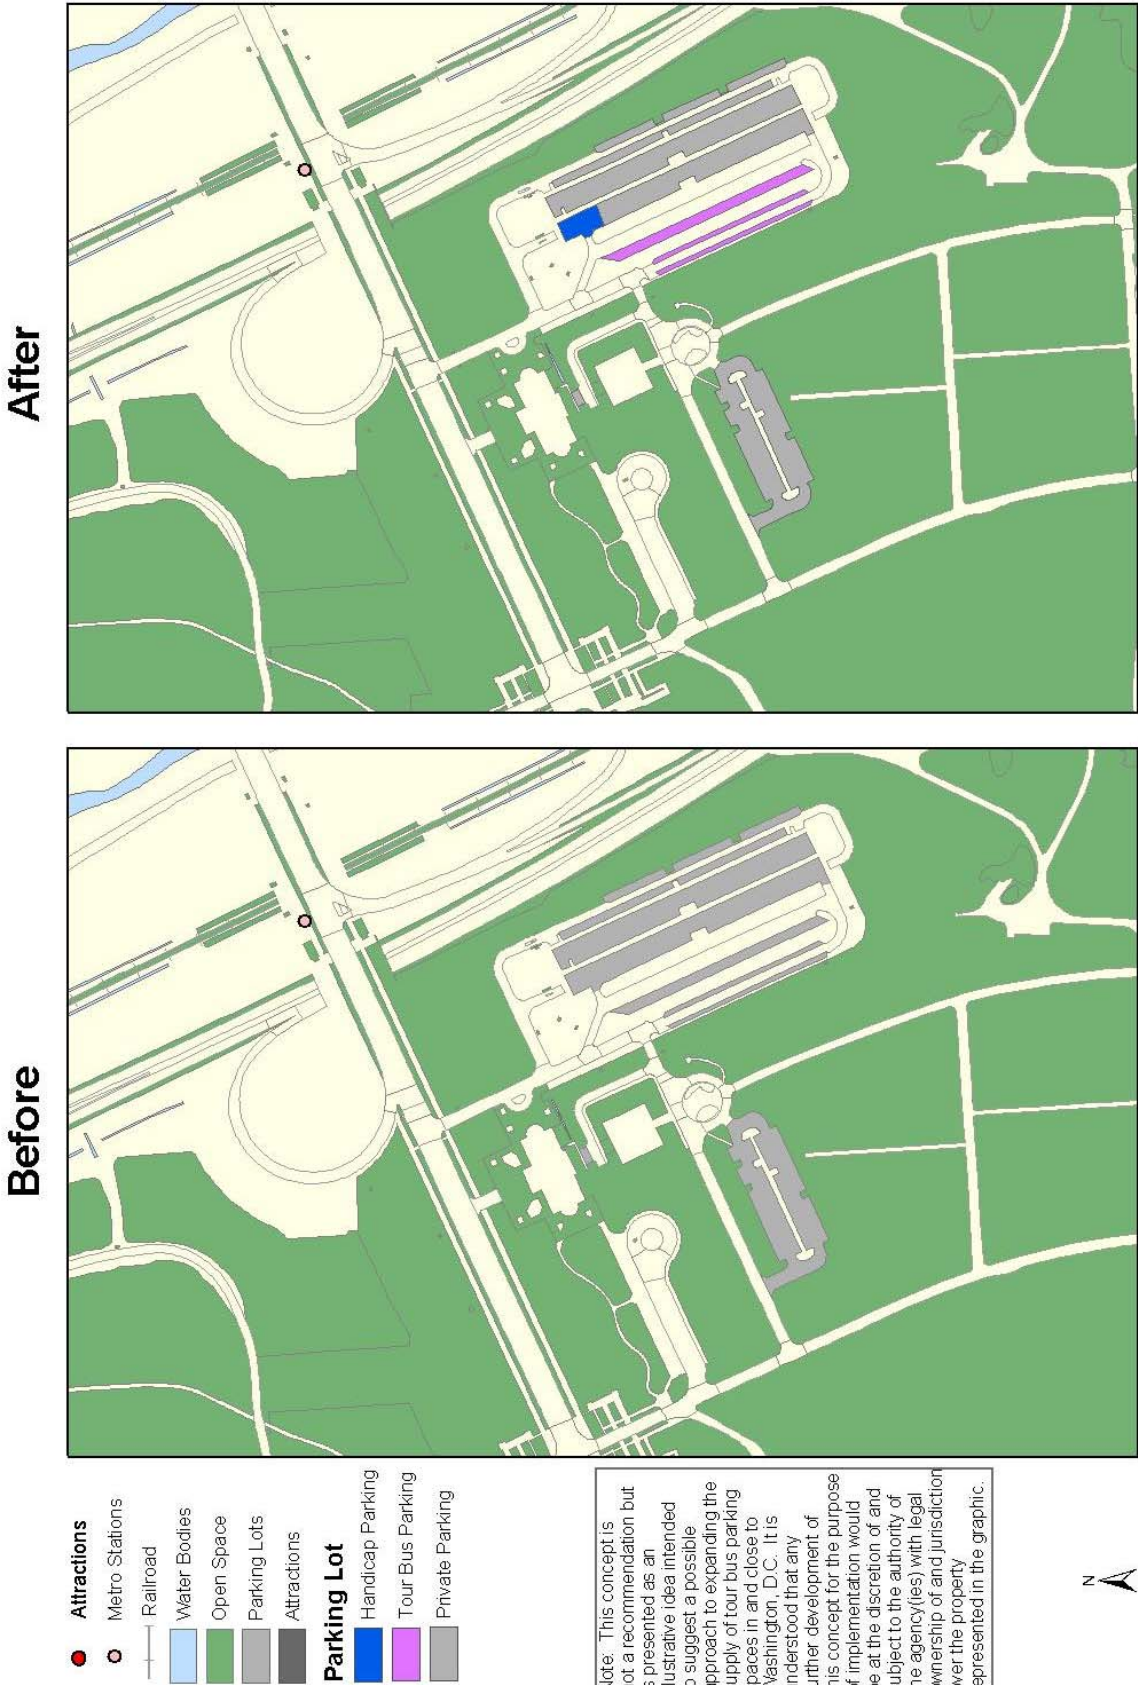 Before
After
Attractions
Metro Stations
Railroad
Water Bodies
Open Space
Parking Lots
Attractions
Parking Lot
Handicap Parking
Tour Bus Parking
Private Parking
Note: This concept is
not a recommendation but
s presented as an
lustrative idea intended
o suggest a possible
pproach to expanding the
upply of tour bus parking
paces in and close to
Washington, D.C. It is
nderstood that any
urther development of
his concept for the purpose
f implementation would
e at the discretion of and
ubject to the authority of
he agency(ies) with legal
wnership of and jurisdiction
ver the property
epresented in the graphic.
N